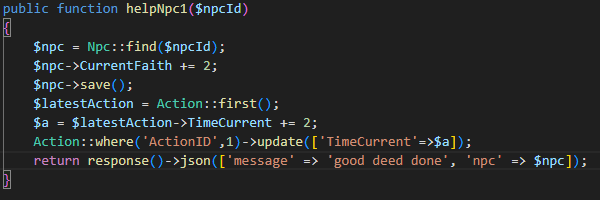 public function helpNpc1($npcId)
{
    $npc = Npc::find($npcId);
    $npc->CurrentFaith += 2;
    $npc->save();
    $latestAction = Action::first();
    $a = $latestAction->TimeCurrent += 2;
    Action::where('ActionID',1)->update(['TimeCurrent'=>$a]);
    return response()->json(['message' => 'good deed done', 'npc' => $npc]);
}